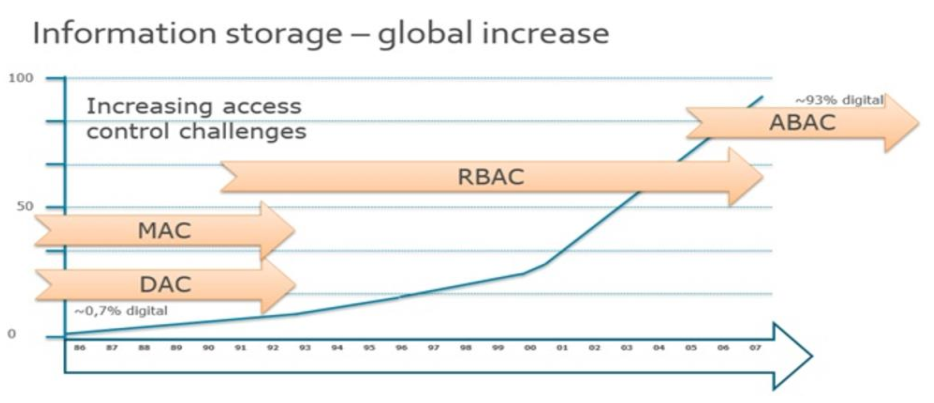 Information storage – global increase
100
Increasing access
control challenges
~93% digital
ABAC
RBAC
50
MAC
DAC
~0,7% digital
0
86 87 88 89 90 91 92 93 94 95 96 97 98 99 00 01 02 03 04 05 06 07